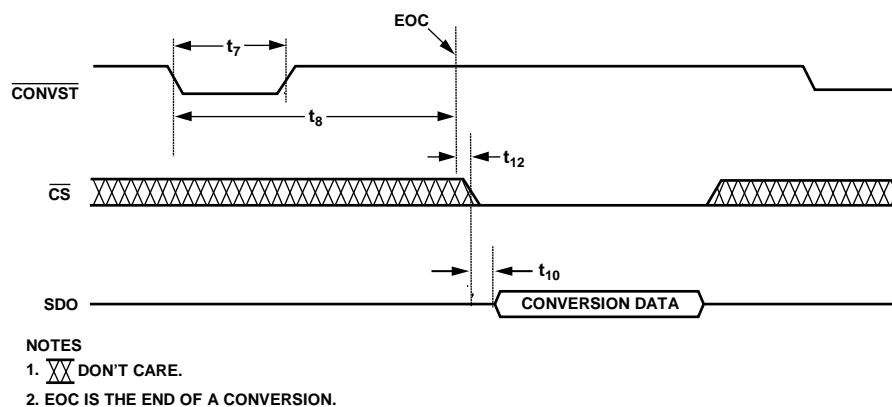 EOC
t7
CONVST
t8
t12
CS
t10
SDO
CONVERSION DATA
NOTES
1. DON'T CARE.
2. EOC IS THE END OF A CONVERSION.